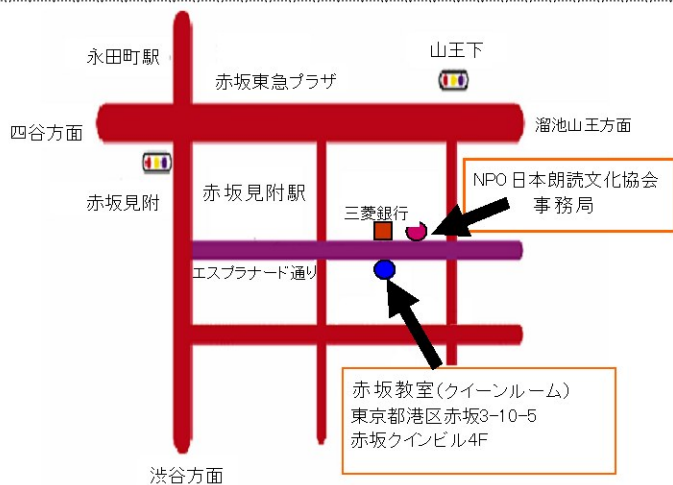 永田町駅
山王下
赤坂東急プラザ
四谷方面
溜池山王方面
赤坂見附
赤坂見附駅
NPO日本朗読文化協会
事務局
三菱銀行
エスプラナード通り
赤坂教室(クイーンルーム)
東京都港区赤坂3-10-5
赤坂クインビル4F
渋谷方面